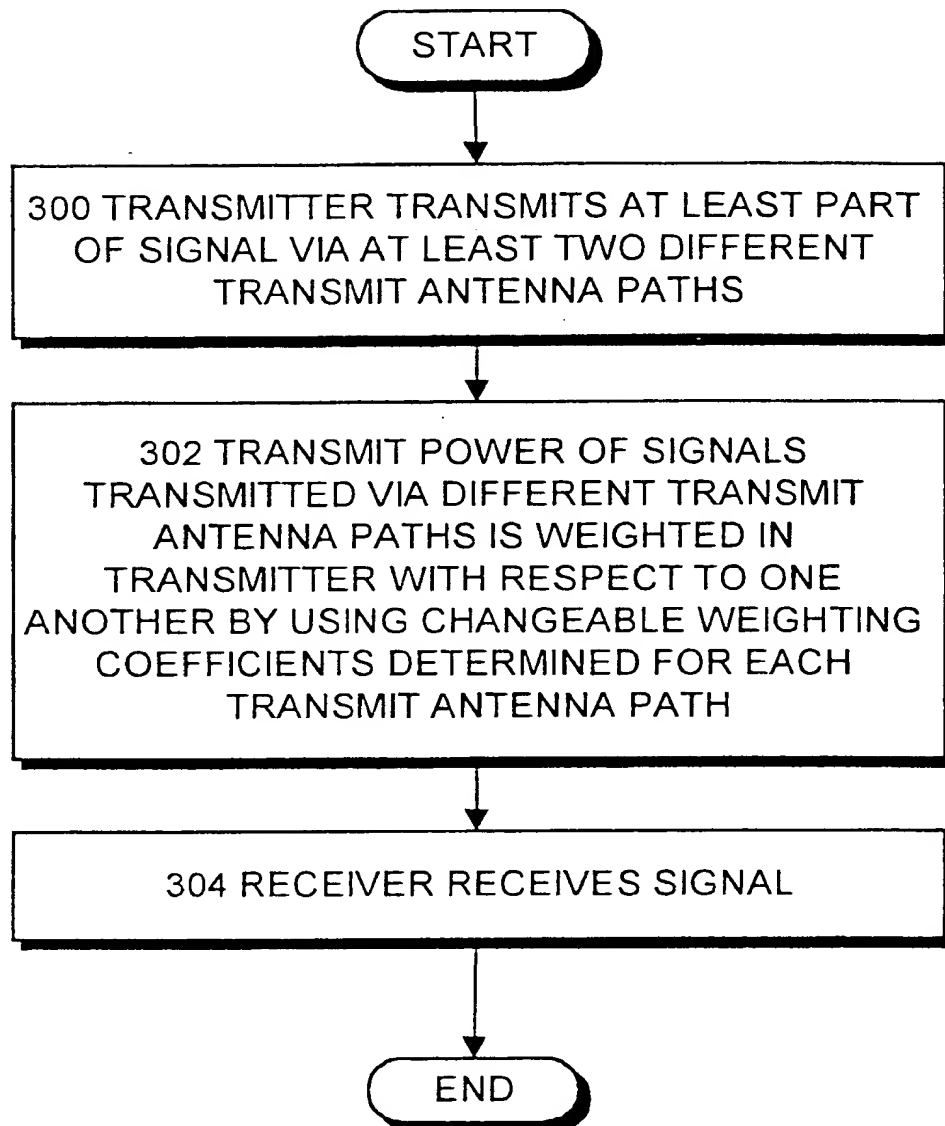 START
300 TRANSMITTER TRANSMITS AT LEAST PART
OF SIGNAL VIA AT LEAST TWO DIFFERENT
TRANSMIT ANTENNA PATHS
302 TRANSMIT POWER OF SIGNALS
TRANSMITTED VIA DIFFERENT TRANSMIT
ANTENNA PATHS IS WEIGHTED IN
TRANSMITTER WITH RESPECT TO ONE
ANOTHER BY USING CHANGEABLE WEIGHTING
COEFFICIENTS DETERMINED FOR EACH
TRANSMIT ANTENNA PATH
304 RECEIVER RECEIVES SIGNAL
END